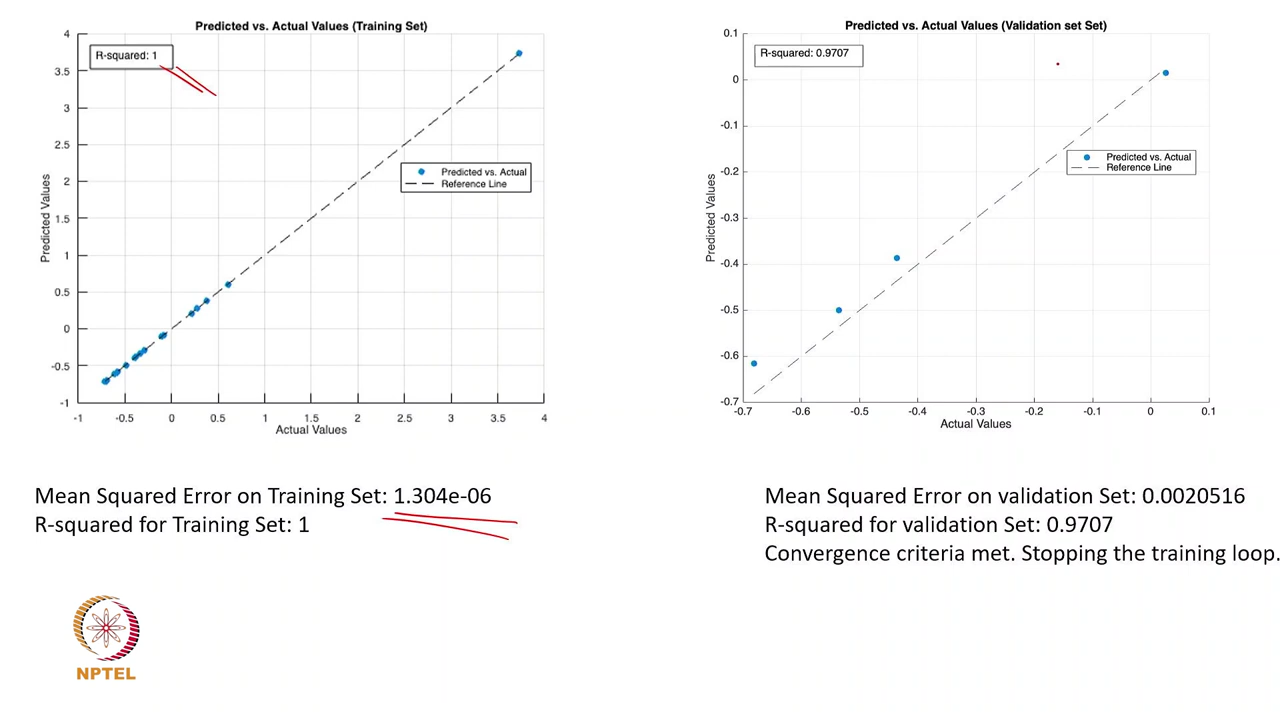 Predicted vs. Actual Values (Training Set)
R-squared: 1
4
3.5
3
2.5
2
1.5
1
0.5
0
-0.5
-1
Predicted Values
Predicted vs. Actual
Reference Line
-1 -0.5 0 0.5 1 1.5 2 2.5 3 3.5 4
Actual Values
Mean Squared Error on Training Set: 1.304e-06
R-squared for Training Set: 1
Predicted vs. Actual Values (Validation set Set)
R-squared: 0.9707
0.1
0
-0.1
-0.2
-0.3
-0.4
-0.5
-0.6
-0.7
Predicted Values
Predicted vs. Actual
Reference Line
-0.7 -0.6 -0.5 -0.4 -0.3 -0.2 -0.1 0 0.1
Actual Values
Mean Squared Error on validation Set: 0.0020516
R-squared for validation Set: 0.9707
Convergence criteria met. Stopping the training loop.
NPTEL